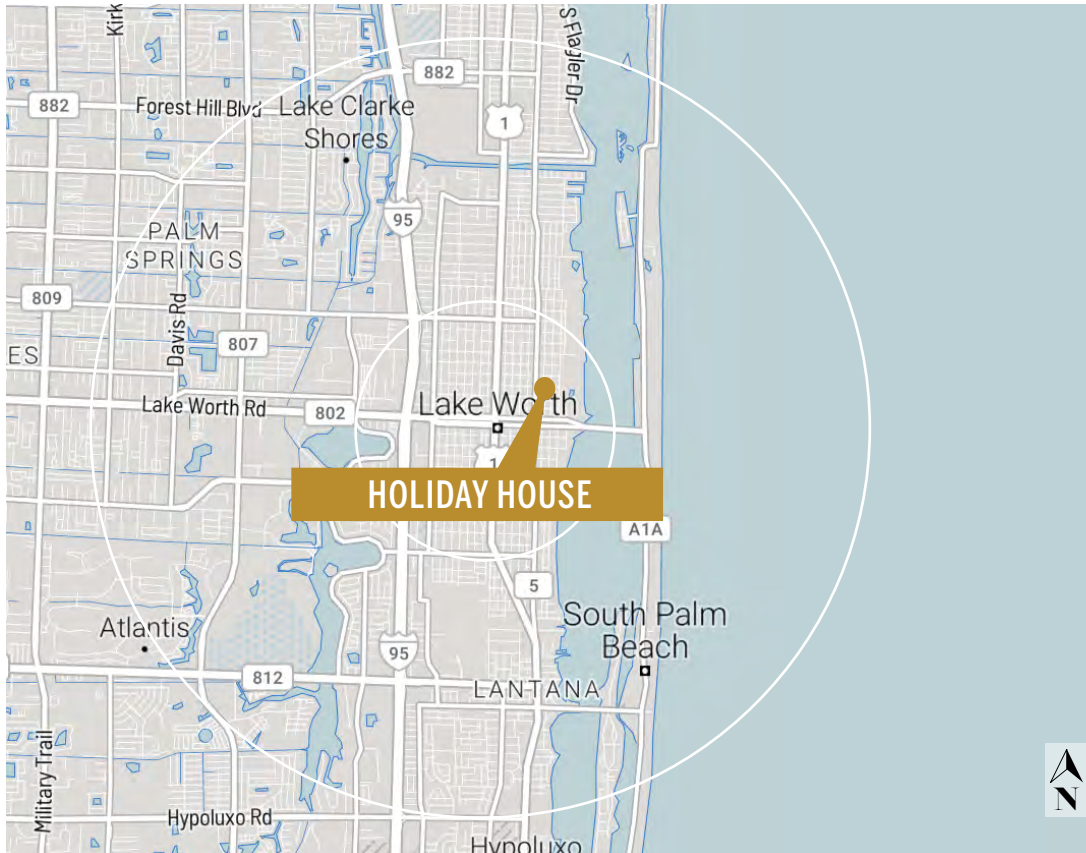 Kirk
S Flagler Dr
882
882
Forest Hill Blvd
Lake Clarke
Shores
1
95
PALM
SPRINGS
809
Davis Rd
807
ES
Lake Worth Rd
802
Lake Worth
1
HOLIDAY HOUSE
A1A
5
South Palm
Beach
Atlantis
95
812
LANTANA
Military Trail
Hypoluxo Rd
Hypoluxo
N